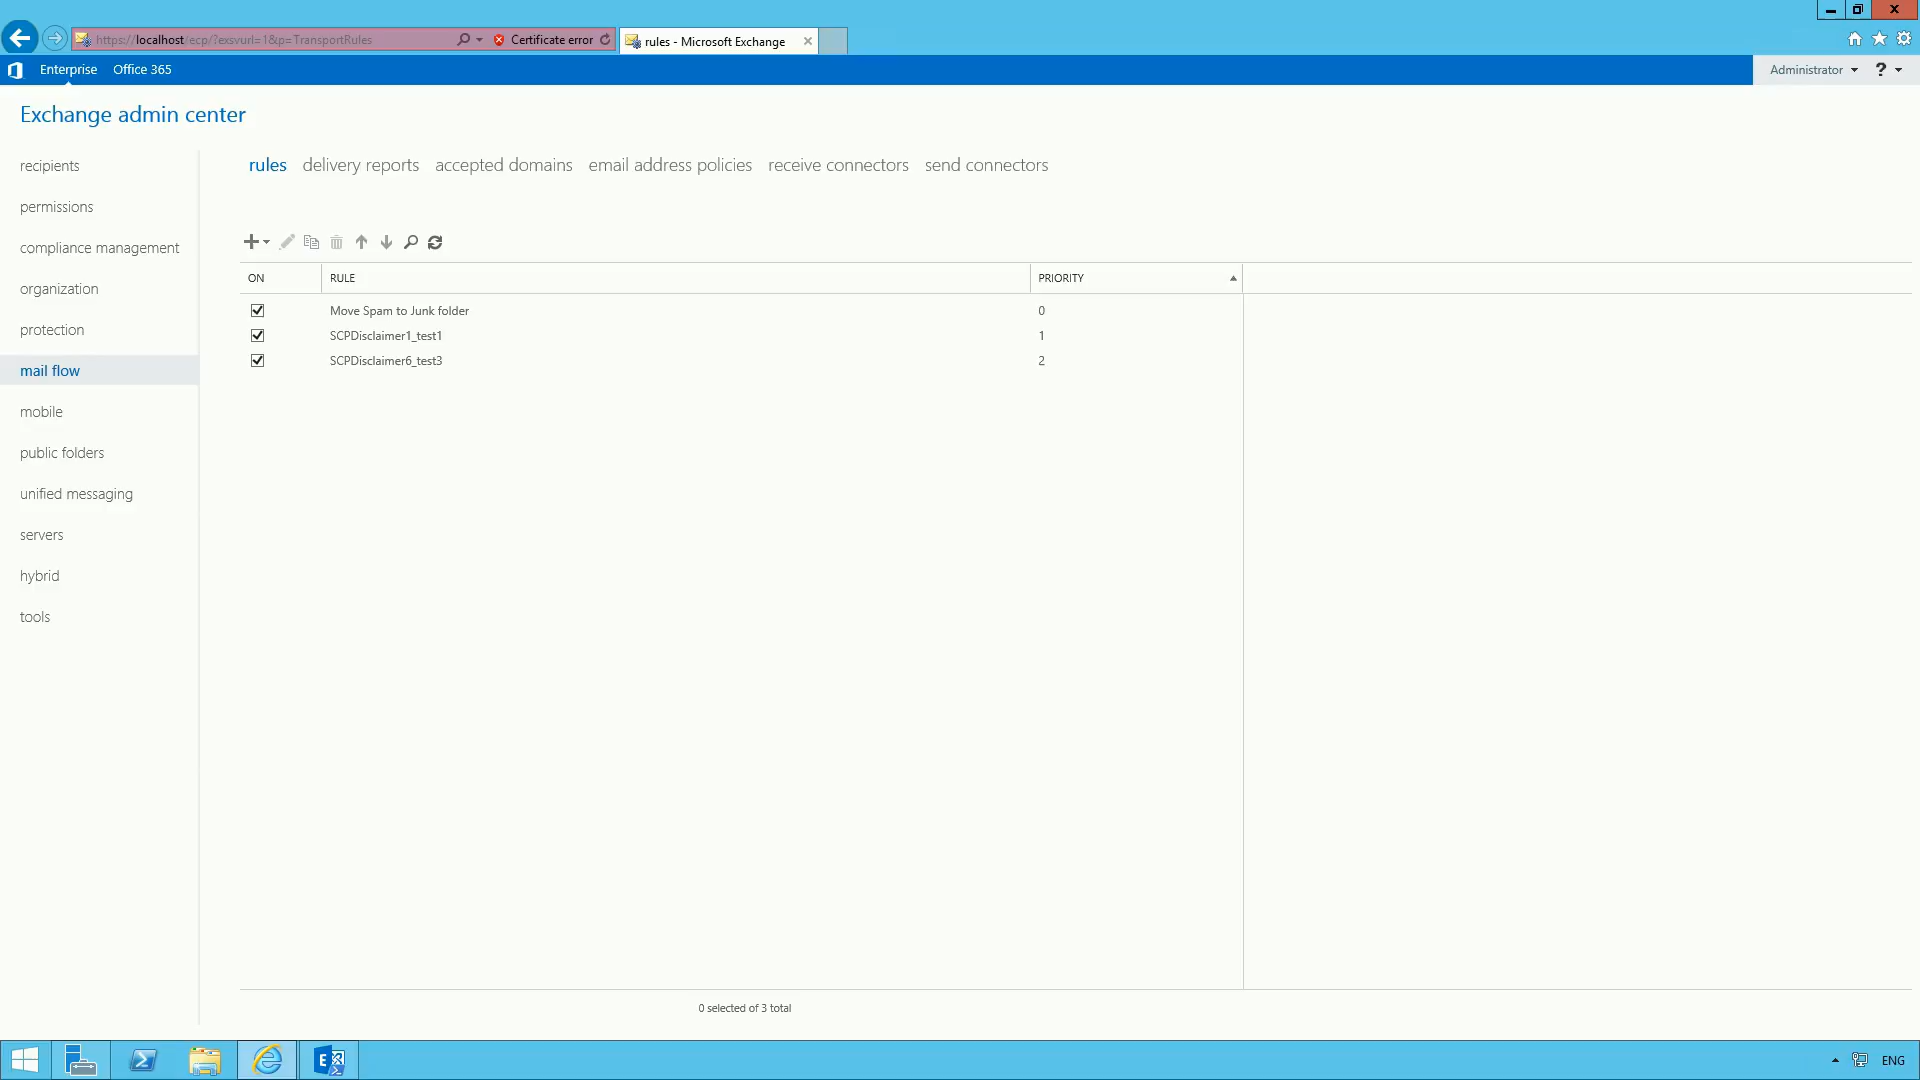 https://localhost/ecp/?exsvurl=1&p=TransportRules
Certificate error
rules - Microsoft Exchange
Enterprise
Office 365
Administrator
?
Exchange admin center
recipients
permissions
compliance management
organization
protection
mail flow
mobile
public folders
unified messaging
servers
hybrid
tools
rules delivery reports accepted domains email address policies receive connectors send connectors
ON RULE PRIORITY
Move Spam to Junk folder 0
SCPDisclaimer1_test1 1
SCPDisclaimer6_test3 2
0 selected of 3 total
ENG